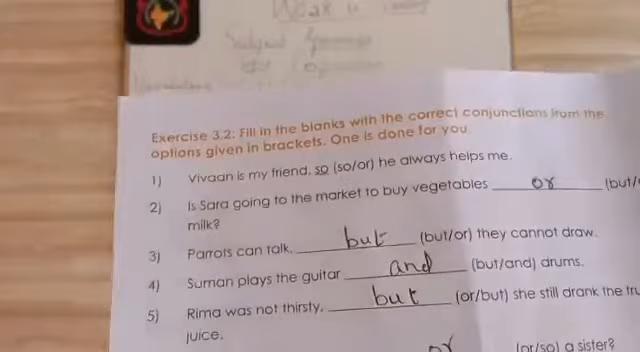 Exercise 3.2: Fill in the blanks with the correct conjunctions from the
options given in brackets. One is done for you.
1) Vivaan is my friend, so (so/or) he always helps me.
2) Is Sara going to the market to buy vegetables or (but/
milk?
3) Parrots can talk, but (but/or) they cannot draw.
4) Suman plays the guitar and (but/and) drums.
5) Rima was not thirsty, but (or/but) she still drank the
juice.
or (or/so) a sister?